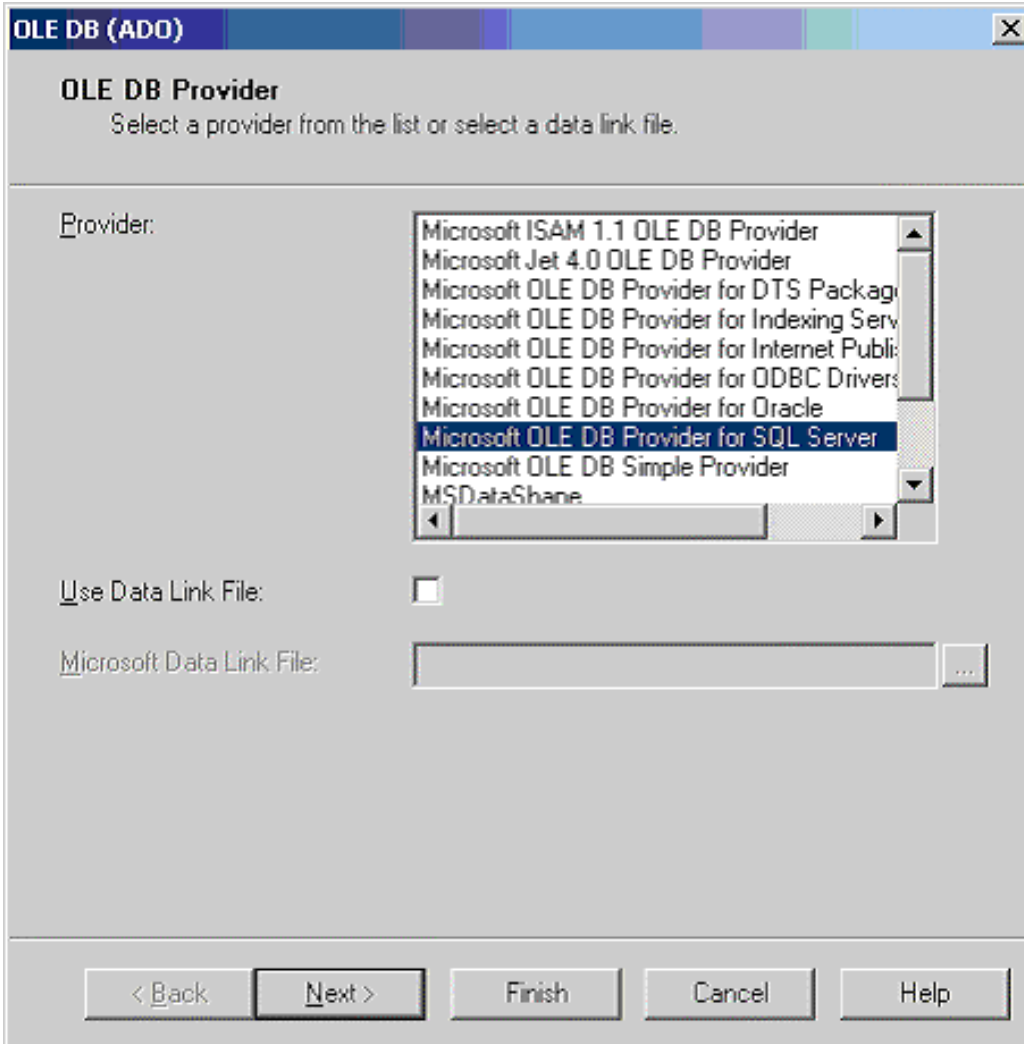 OLE DB (ADO)
OLE DB Provider
Select a provider from the list or select a data link file.
Provider:
Microsoft ISAM 1.1 OLE DB Provider
Microsoft Jet 4.0 OLE DB Provider
Microsoft OLE DB Provider for DTS Packag
Microsoft OLE DB Provider for Indexing Serv
Microsoft OLE DB Provider for Internet Publi
Microsoft OLE DB Provider for ODBC Drivers
Microsoft OLE DB Provider for Oracle
Microsoft OLE DB Provider for SQL Server
Microsoft OLE DB Simple Provider
MSDataShape
Use Data Link File:
Microsoft Data Link File:
...
< Back
Next >
Finish
Cancel
Help